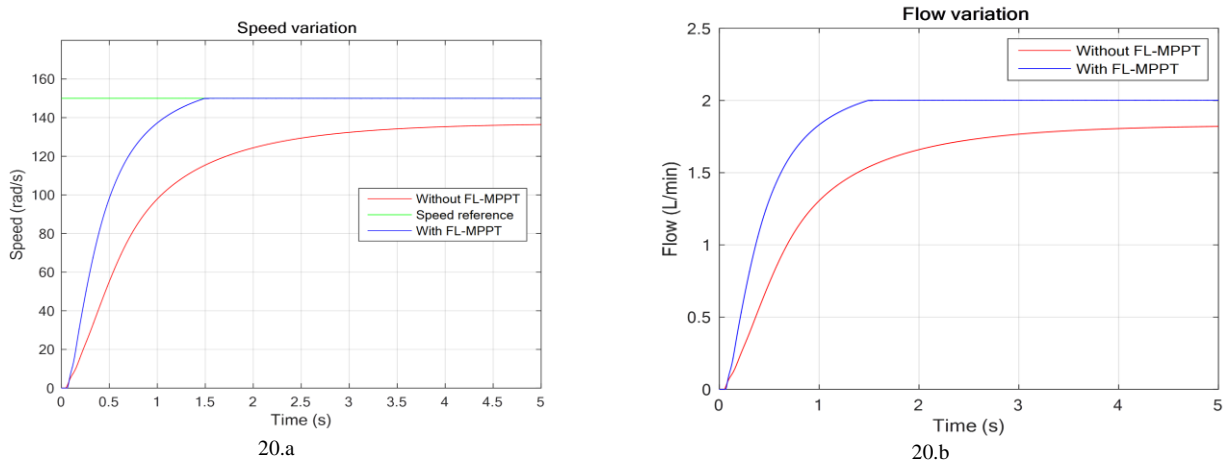 Speed variation
160
140
120
100
80
60
40
20
0
Speed (rad/s)
Without FL-MPPT
Speed reference
With FL-MPPT
0 0.5 1 1.5 2 2.5 3 3.5 4 4.5 5
Time (s)
20.a
Flow variation
2.5
2
1.5
1
0.5
0
Flow (L/min)
Without FL-MPPT
With FL-MPPT
0 1 2 3 4 5
Time (s)
20.b